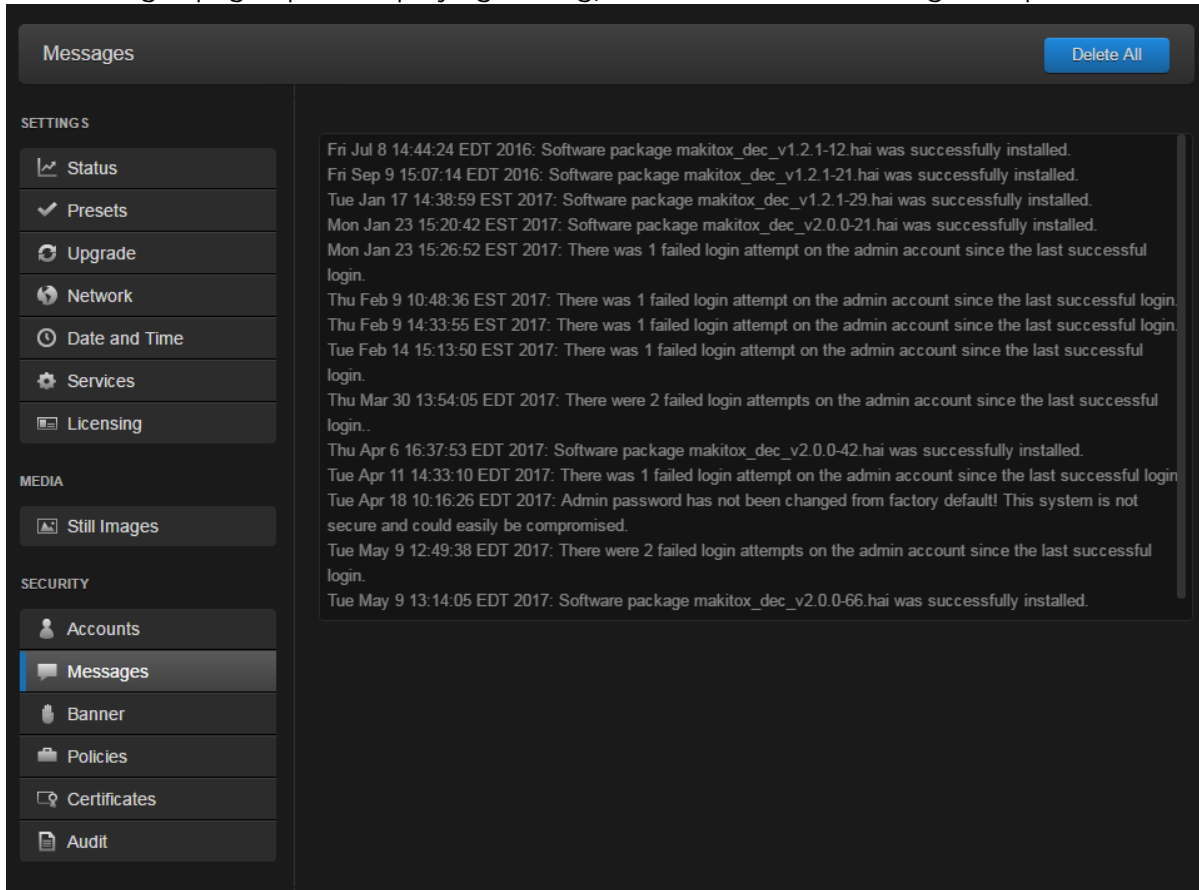 Messages
Delete All
SETTINGS
Status
Presets
Upgrade
Network
Date and Time
Services
Licensing
MEDIA
Still Images
SECURITY
Accounts
Messages
Banner
Policies
Certificates
Audit
Fri Jul 8 14:44:24 EDT 2016: Software package makitox_dec_v1.2.1-12.hai was successfully installed.
Fri Sep 9 15:07:14 EDT 2016: Software package makitox_dec_v1.2.1-21.hai was successfully installed.
Tue Jan 17 14:38:59 EST 2017: Software package makitox_dec_v1.2.1-29.hai was successfully installed.
Mon Jan 23 15:20:42 EST 2017: Software package makitox_dec_v2.0.0-21.hai was successfully installed.
Mon Jan 23 15:26:52 EST 2017: There was 1 failed login attempt on the admin account since the last successful
login.
Thu Feb 9 10:48:36 EST 2017: There was 1 failed login attempt on the admin account since the last successful login.
Thu Feb 9 14:33:55 EST 2017: There was 1 failed login attempt on the admin account since the last successful login.
Tue Feb 14 15:13:50 EST 2017: There was 1 failed login attempt on the admin account since the last successful
login.
Thu Mar 30 13:54:05 EDT 2017: There were 2 failed login attempts on the admin account since the last successful
login..
Thu Apr 6 16:37:53 EDT 2017: Software package makitox_dec_v2.0.0-42.hai was successfully installed.
Tue Apr 11 14:33:10 EDT 2017: There was 1 failed login attempt on the admin account since the last successful login
Tue Apr 18 10:16:26 EDT 2017: Admin password has not been changed from factory default! This system is not
secure and could easily be compromised.
Tue May 9 12:49:38 EDT 2017: There were 2 failed login attempts on the admin account since the last successful
login.
Tue May 9 13:14:05 EDT 2017: Software package makitox_dec_v2.0.0-66.hai was successfully installed.